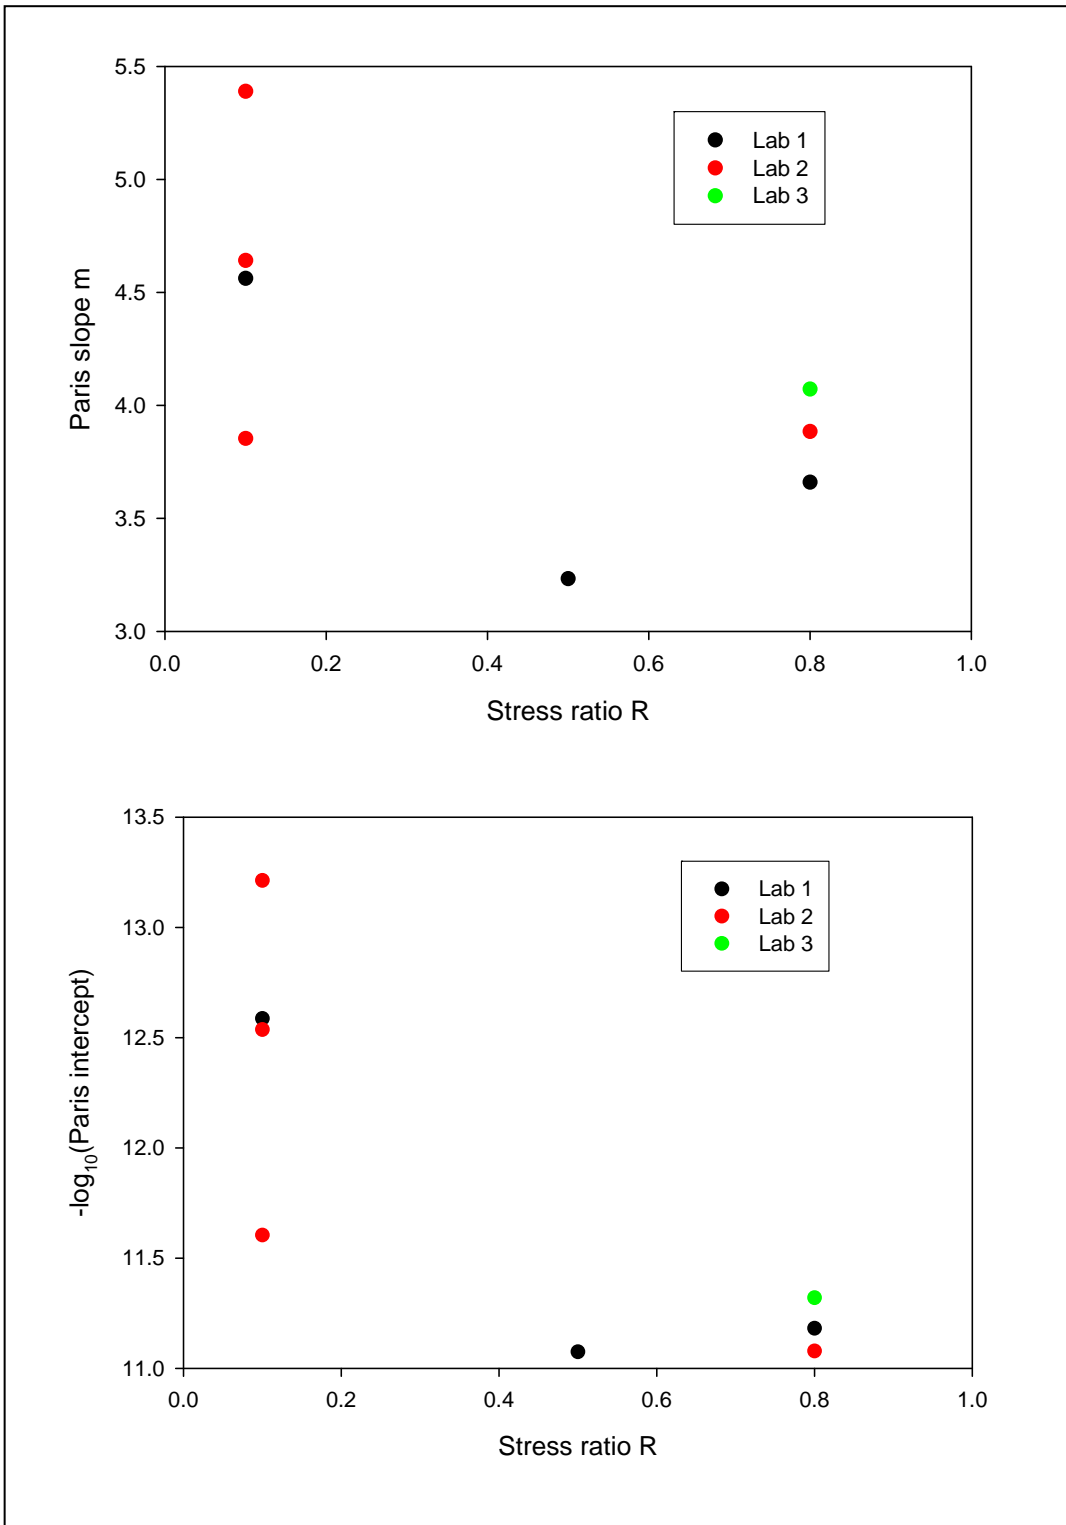 5.5
5.0
4.5
4.0
3.5
3.0
Paris slope m
Lab 1
Lab 2
Lab 3
0.0 0.2 0.4 0.6 0.8 1.0
Stress ratio R
13.5
13.0
12.5
12.0
11.5
11.0
-log10(Paris intercept)
Lab 1
Lab 2
Lab 3
0.0 0.2 0.4 0.6 0.8 1.0
Stress ratio R